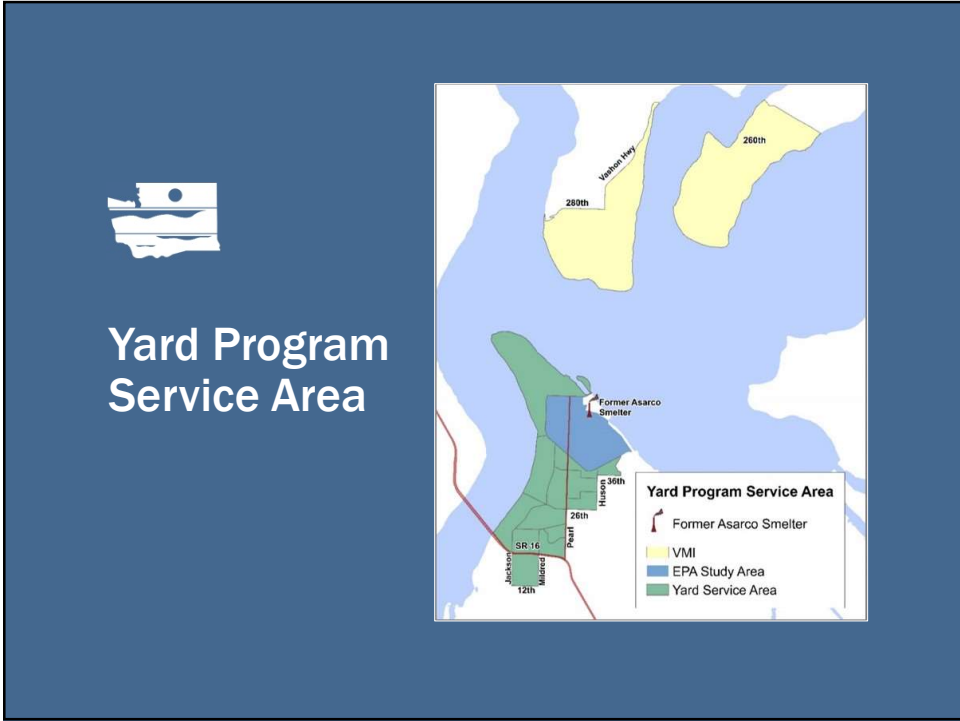 Yard Program
Service Area
Vashon Hwy
260th
280th
Former Asarco
Smelter
36th
Huson
26th
Pearl
SR 16
Jackson
Mildred
12th
Yard Program Service Area
Former Asarco Smelter
VMI
EPA Study Area
Yard Service Area